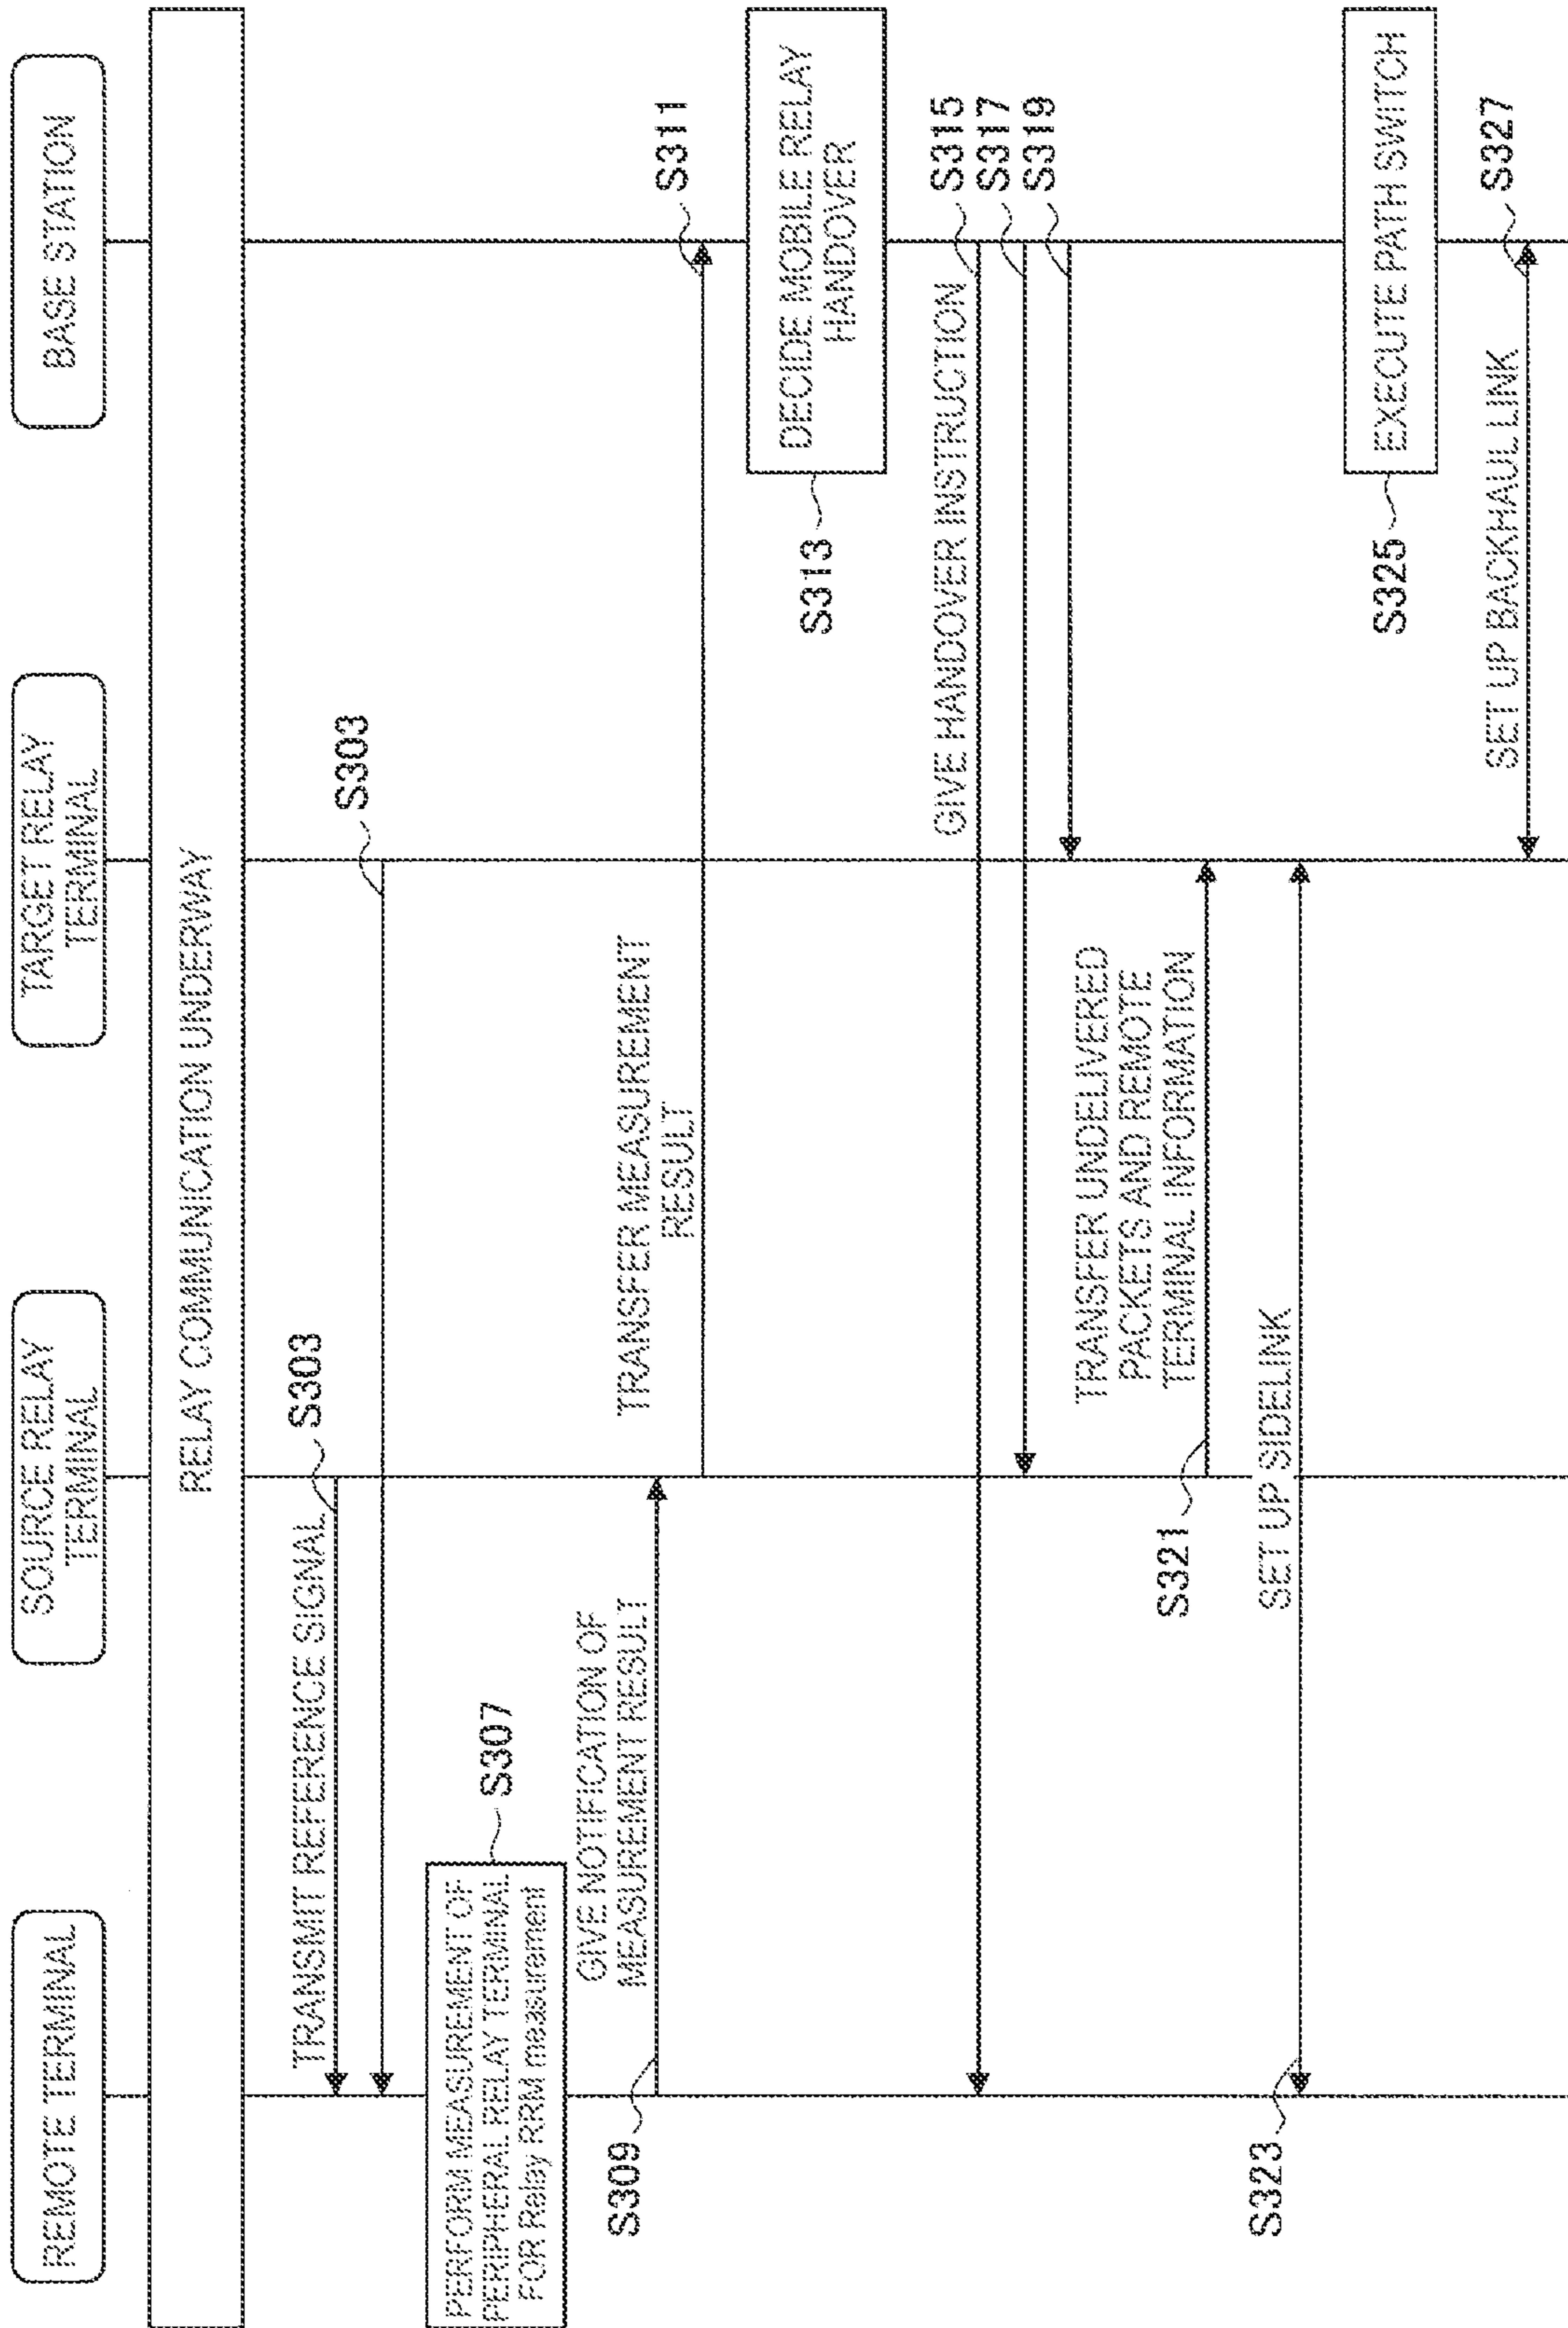 REMOTE TERMINAL
SOURCE RELAY
TERMINAL
TARGET RELAY
TERMINAL
BASE STATION
RELAY COMMUNICATION UNDERWAY
TRANSMIT REFERENCE SIGNAL
S303
S303
PERFORM MEASUREMENT OF
PERIPHERAL RELAY TERMINAL
FOR Relay RRM measurement
S307
GIVE NOTIFICATION OF
MEASUREMENT RESULT
S309
TRANSFER MEASUREMENT
RESULT
S311
DECIDE MOBILE RELAY
HANDOVER
S313
GIVE HANDOVER INSTRUCTION
S315
S317
S319
TRANSFER UNDELIVERED
PACKETS AND REMOTE
TERMINAL INFORMATION
S321
SET UP SIDELINK
S323
EXECUTE PATH SWITCH
S325
SET UP BACKHAUL LINK
S327